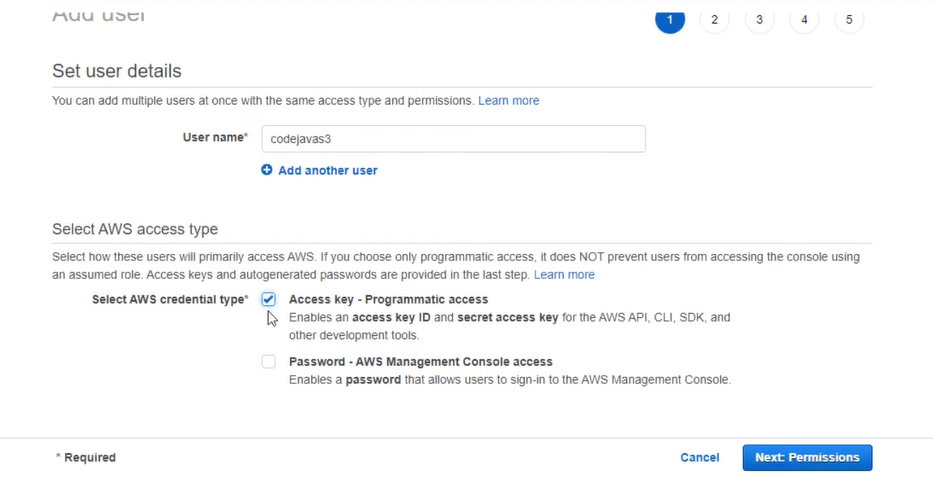 Add user
1 2 3 4 5
Set user details
You can add multiple users at once with the same access type and permissions. Learn more
User name* codejavas3
Add another user
Select AWS access type
Select how these users will primarily access AWS. If you choose only programmatic access, it does NOT prevent users from accessing the console using
an assumed role. Access keys and autogenerated passwords are provided in the last step. Learn more
Select AWS credential type* Access key - Programmatic access
Enables an access key ID and secret access key for the AWS API, CLI, SDK, and
other development tools.
Password - AWS Management Console access
Enables a password that allows users to sign-in to the AWS Management Console.
* Required Cancel Next: Permissions